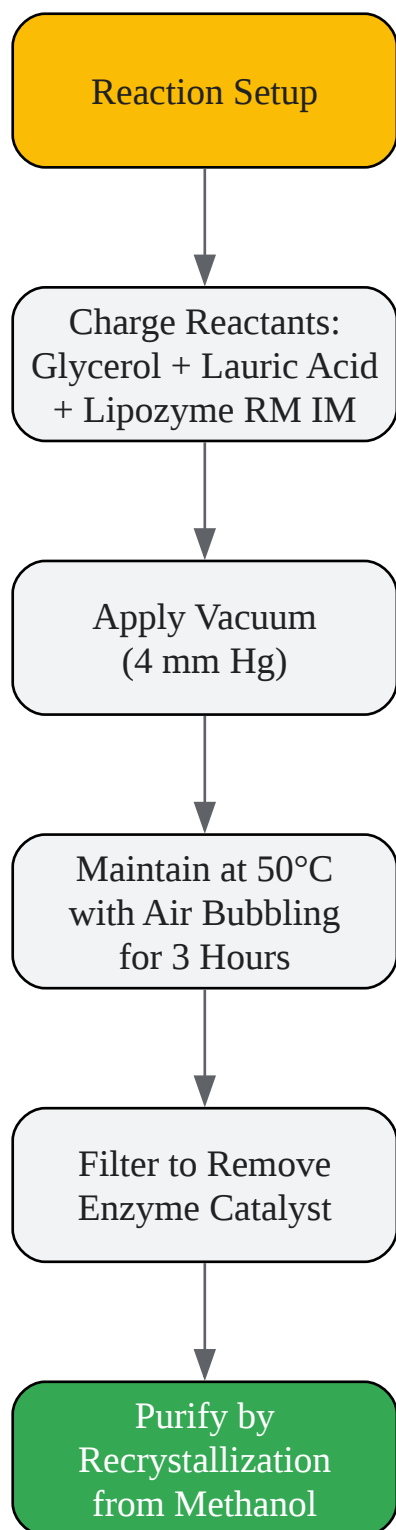 Reaction Setup
Charge Reactants:
Glycerol + Lauric Acid
+ Lipozyme RM IM
Apply Vacuum
(4 mm Hg)
Maintain at 50°C
with Air Bubbling
for 3 Hours
Filter to Remove
Enzyme Catalyst
Purify by
Recrystallization
from Methanol